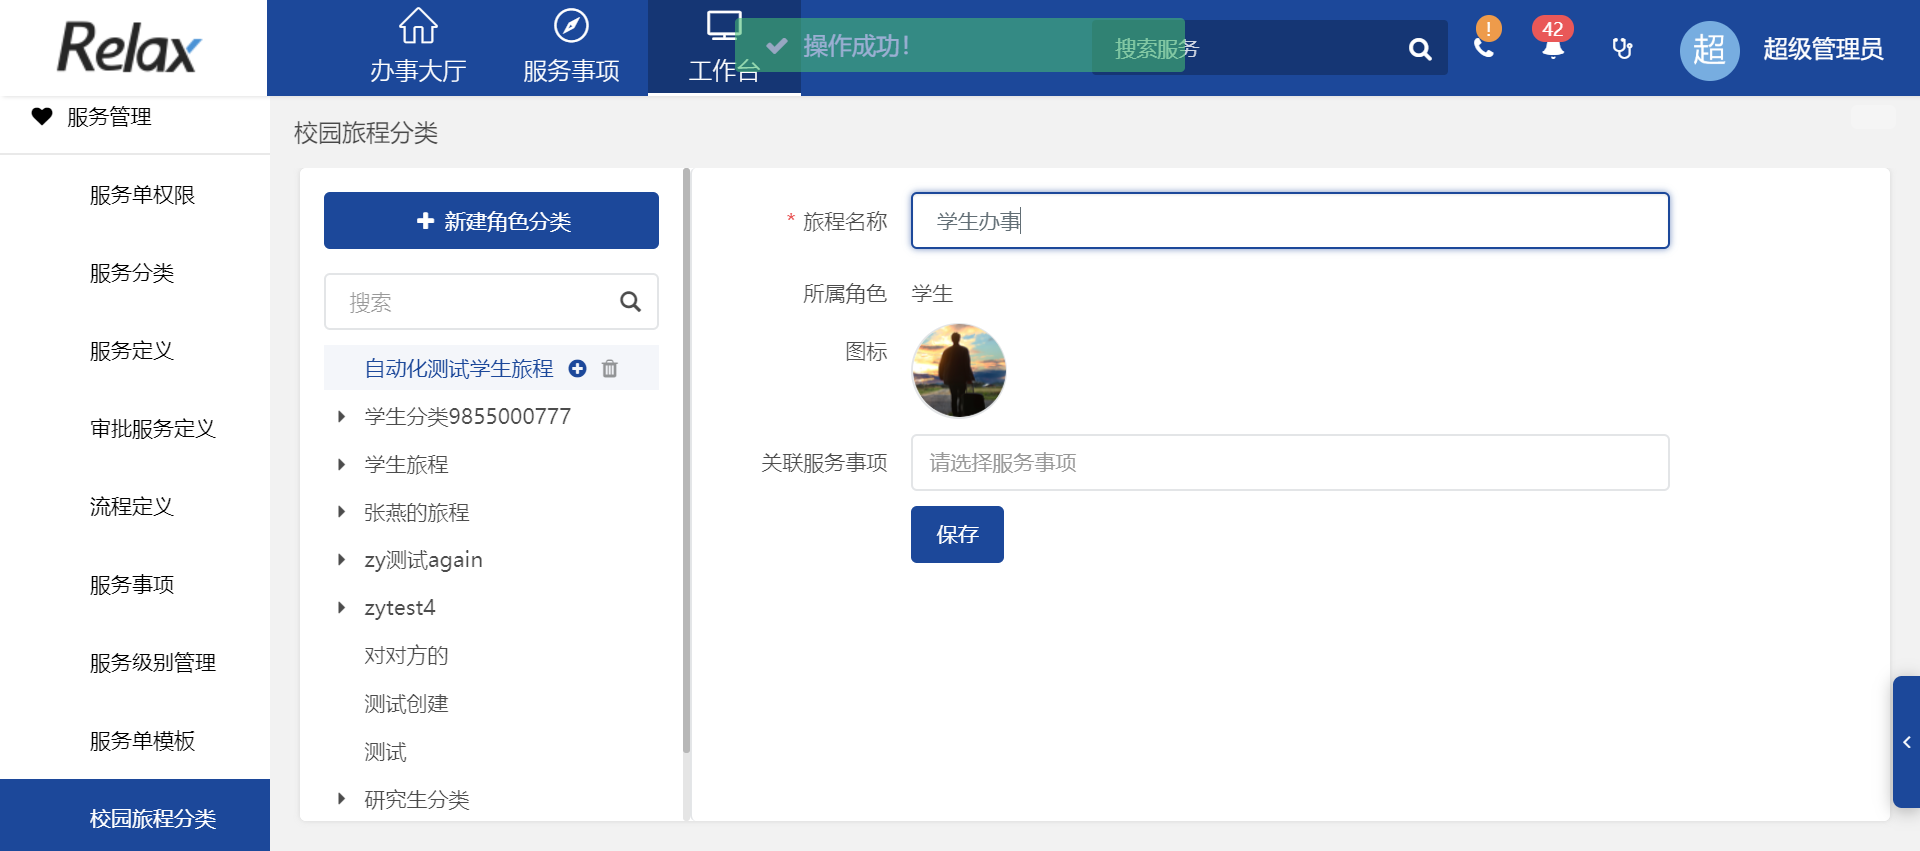 Relax
办事大厅
服务事项
工作台
操作成功!
搜索服务
!
42
超
超级管理员
服务管理
服务单权限
服务分类
服务定义
审批服务定义
流程定义
服务事项
服务级别管理
服务单模板
校园旅程分类
校园旅程分类
新建角色分类
搜索
自动化测试学生旅程
学生分类9855000777
学生旅程
张燕的旅程
zy测试again
zytest4
对对方的
测试创建
测试
研究生分类
* 旅程名称
学生办事
所属角色
学生
图标
关联服务事项
请选择服务事项
保存